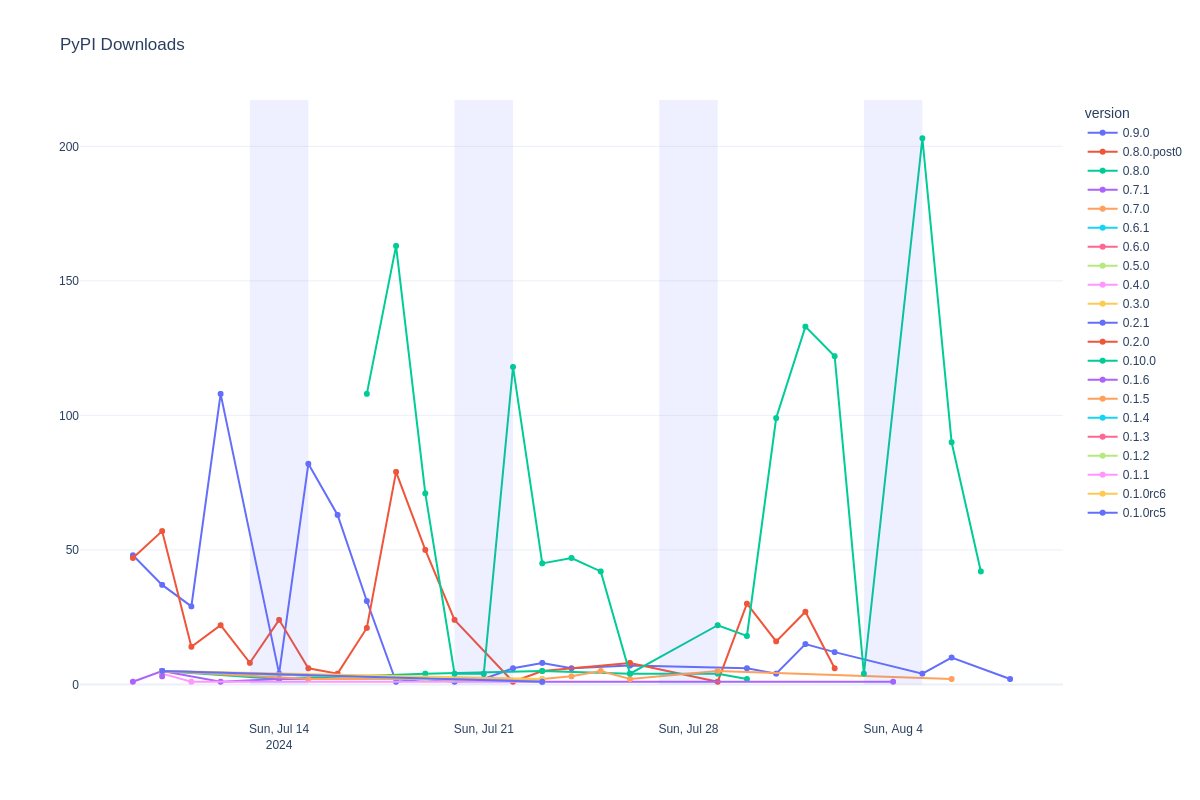 PyPI Downloads
200
150
100
50
0
Sun, Jul 14
2024
Sun, Jul 21
Sun, Jul 28
Sun, Aug 4
version
0.9.0
0.8.0.post0
0.8.0
0.7.1
0.7.0
0.6.1
0.6.0
0.5.0
0.4.0
0.3.0
0.2.1
0.2.0
0.10.0
0.1.6
0.1.5
0.1.4
0.1.3
0.1.2
0.1.1
0.1.0rc6
0.1.0rc5